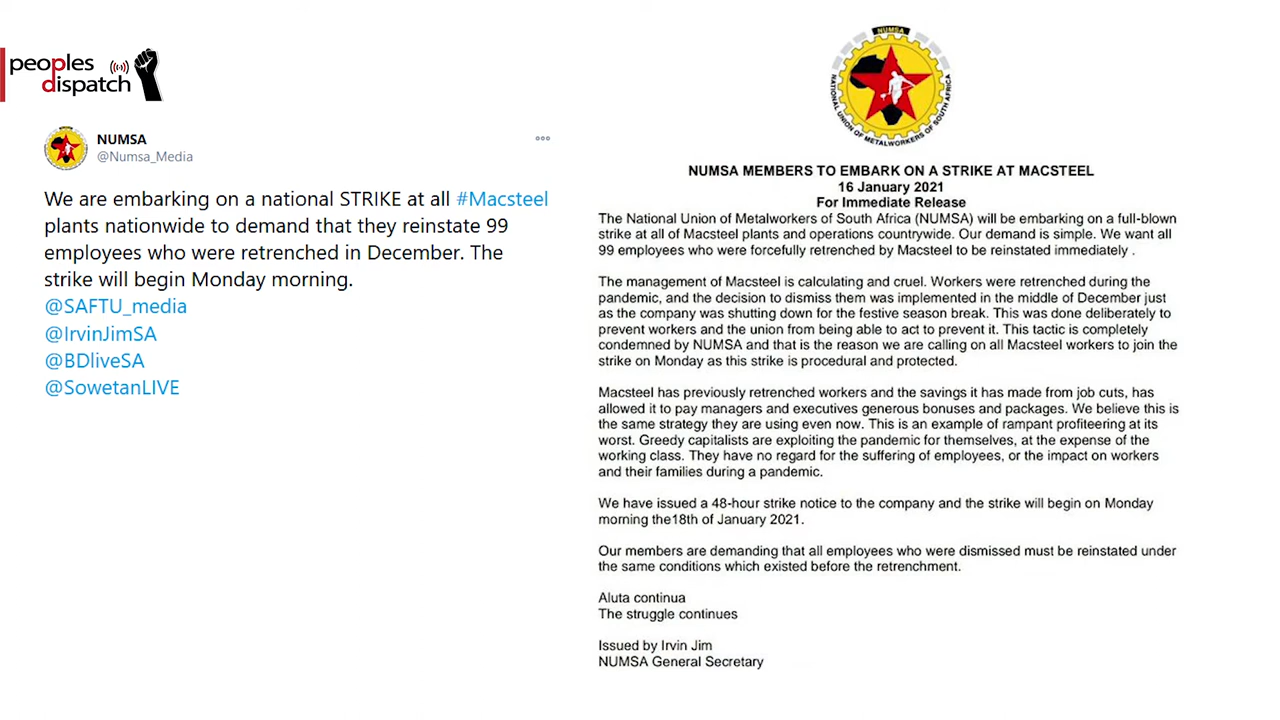 peoples
dispatch
NUMSA
@Numsa_Media
We are embarking on a national STRIKE at all #Macsteel
plants nationwide to demand that they reinstate 99
employees who were retrenched in December. The
strike will begin Monday morning.
@SAFTU_media
@IrvinJimSA
@BDliveSA
@SowetanLIVE
NUMSA
NATIONAL UNION OF METALWORKERS OF SOUTH AFRICA
NUMSA MEMBERS TO EMBARK ON A STRIKE AT MACSTEEL
16 January 2021
For Immediate Release
The National Union of Metalworkers of South Africa (NUMSA) will be embarking on a full-blown
strike at all of Macsteel plants and operations countrywide. Our demand is simple. We want all
99 employees who were forcefully retrenched by Macsteel to be reinstated immediately .
The management of Macsteel is calculating and cruel. Workers were retrenched during the
pandemic, and the decision to dismiss them was implemented in the middle of December just
as the company was shutting down for the festive season break. This was done deliberately to
prevent workers and the union from being able to act to prevent it. This tactic is completely
condemned by NUMSA and that is the reason we are calling on all Macsteel workers to join the
strike on Monday as this strike is procedural and protected.
Macsteel has previously retrenched workers and the savings it has made from job cuts, has
allowed it to pay managers and executives generous bonuses and packages. We believe this is
the same strategy they are using even now. This is an example of rampant profiteering at its
worst. Greedy capitalists are exploiting the pandemic for themselves, at the expense of the
working class. They have no regard for the suffering of employees, or the impact on workers
and their families during a pandemic.
We have issued a 48-hour strike notice to the company and the strike will begin on Monday
morning the18th of January 2021.
Our members are demanding that all employees who were dismissed must be reinstated under
the same conditions which existed before the retrenchment.
Aluta continua
The struggle continues
Issued by Irvin Jim
NUMSA General Secretary